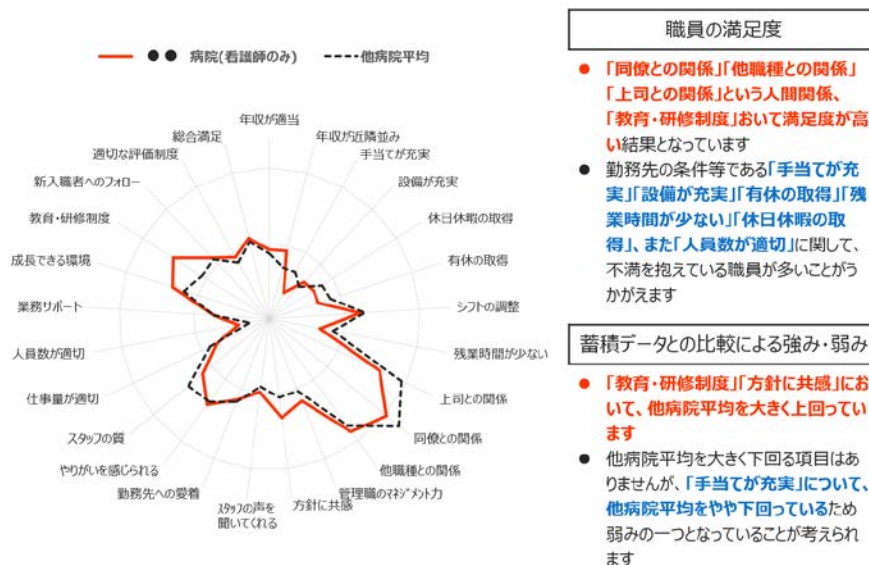 ●● 病院(看護師のみ)
他病院平均
年収が適当
年収が近隣並み
手当てが充実
設備が充実
休日休暇の取得
有休の取得
シフトの調整
残業時間が少ない
上司との関係
同僚との関係
他職種との関係
管理職のマネジメント力
方針に共感
スタッフの声を
聞いてくれる
勤務先への愛着
やりがいを感じられる
スタッフの質
仕事量が適切
人員数が適切
業務サポート
成長できる環境
教育・研修制度
新入職者へのフォロー
適切な評価制度
総合満足
職員の満足度
● 「同僚との関係」「他職種との関係」
「上司との関係」という人間関係、
「教育・研修制度」おいて満足度が高
い結果となっています
● 勤務先の条件等である「手当てが充
実」「設備が充実」「有休の取得」「残
業時間が少ない」「休日休暇の取
得」、また「人員数が適切」に関して、
不満を抱えている職員が多いことがう
かがえます
蓄積データとの比較による強み・弱み
● 「教育・研修制度」「方針に共感」にお
いて、他病院平均を大きく上回ってい
ます
● 他病院平均を大きく下回る項目はあ
りませんが、「手当てが充実」について、
他病院平均をやや下回っているため
弱みの一つとなっていることが考えられ
ます